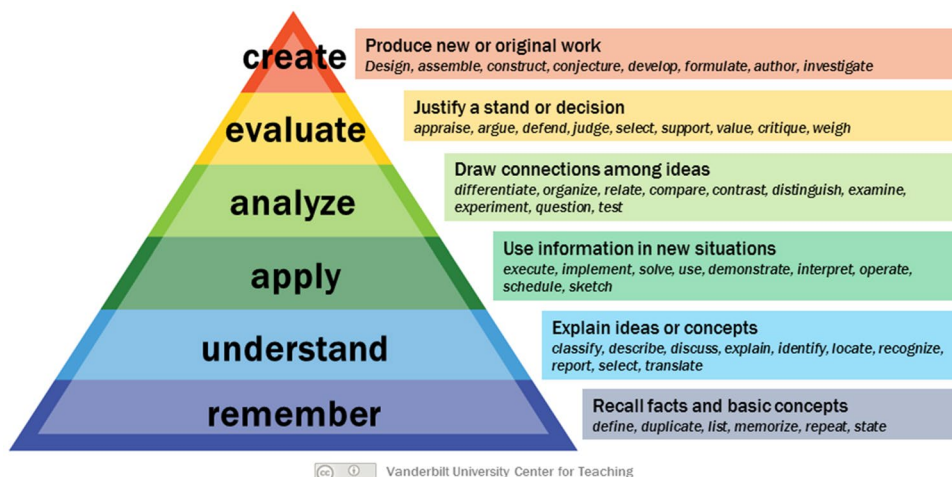 create
Produce new or original work
Design, assemble, construct, conjecture, develop, formulate, author, investigate
evaluate
Justify a stand or decision
appraise, argue, defend, judge, select, support, value, critique, weigh
analyze
Draw connections among ideas
differentiate, organize, relate, compare, contrast, distinguish, examine,
experiment, question, test
apply
Use information in new situations
execute, implement, solve, use, demonstrate, interpret, operate,
schedule, sketch
understand
Explain ideas or concepts
classify, describe, discuss, explain, identify, locate, recognize,
report, select, translate
remember
Recall facts and basic concepts
define, duplicate, list, memorize, repeat, state
cc
Vanderbilt University Center for Teaching